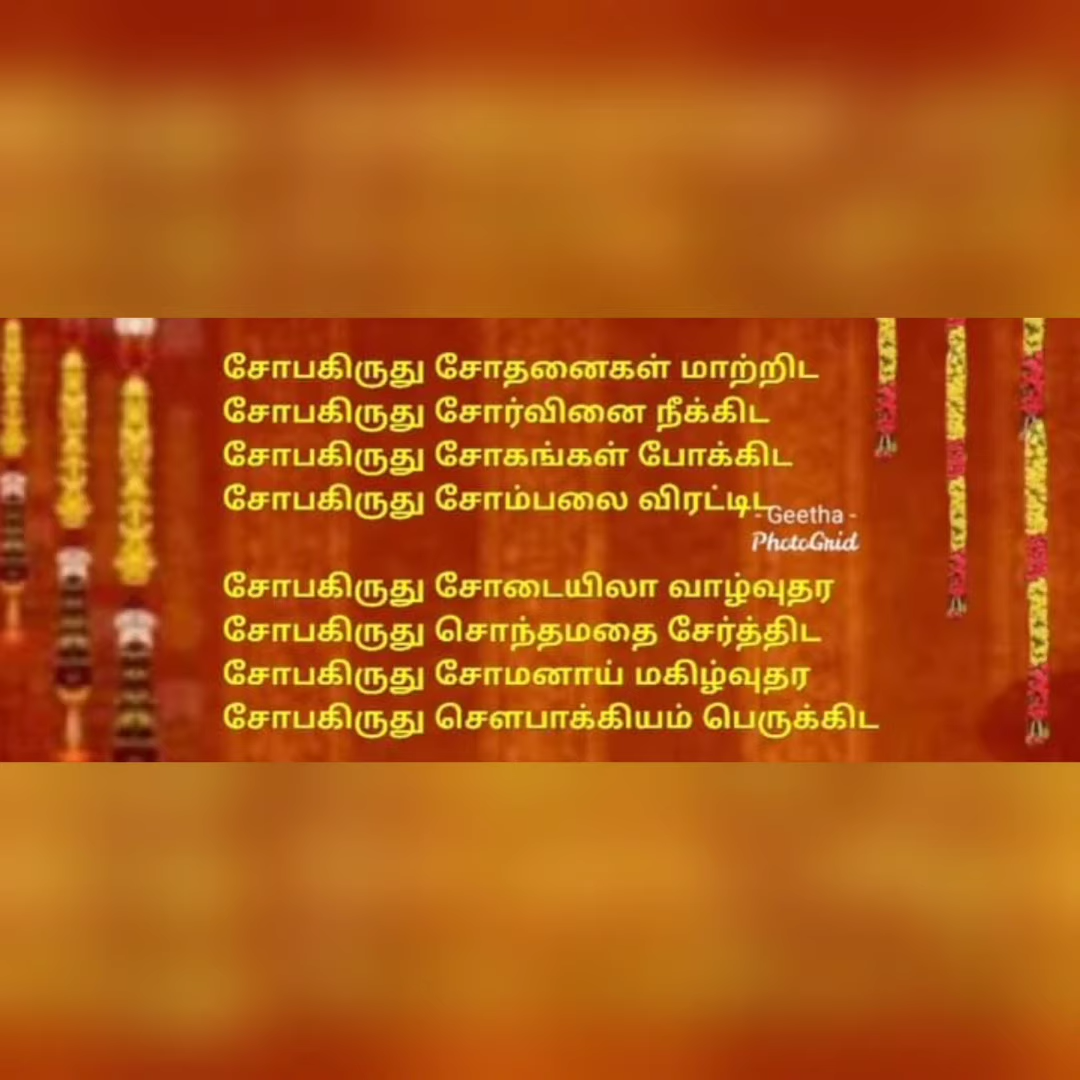 சோபகிருது சோதனைகள் மாற்றிட
சோபகிருது சோர்வினை நீக்கிட
சோபகிருது சோகங்கள் போக்கிட
சோபகிருது சோம்பலை விரட்டிட
- Geetha -
PhotoGrid
சோபகிருது சோடையிலா வாழ்வுதர
சோபகிருது சொந்தமதை சேர்த்திட
சோபகிருது சோமனாய் மகிழ்வுதர
சோபகிருது சௌபாக்கியம் பெருக்கிட